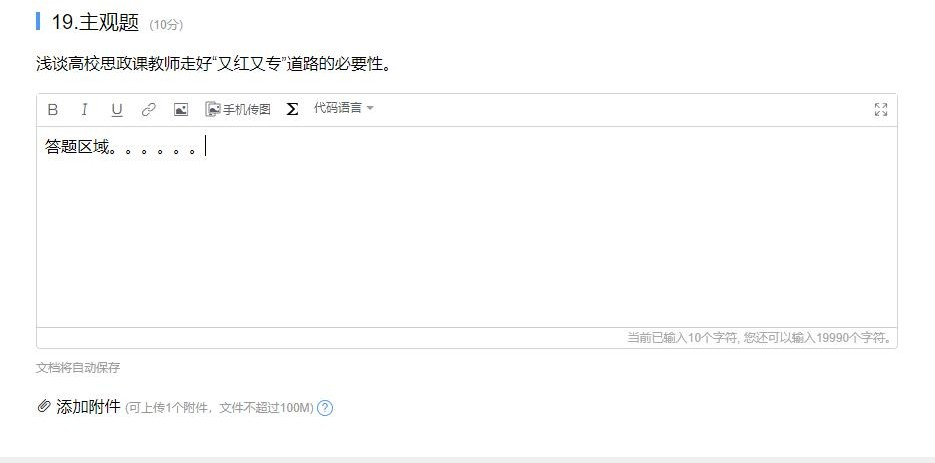 19.主观题 (10分)
浅谈高校思政课教师走好“又红又专”道路的必要性。
B I U 手机传图 Σ 代码语言
答题区域。。。。。。
当前已输入10个字符, 您还可以输入19990个字符。
文档将自动保存
添加附件 (可上传1个附件，文件不超过100M) ?